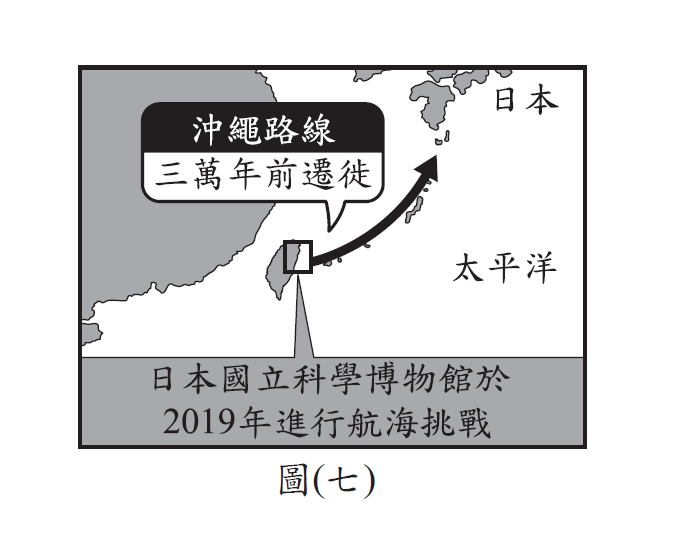 日本
沖繩路線
三萬年前遷徙
太平洋
日本國立科學博物館於
2019年進行航海挑戰
圖(七)